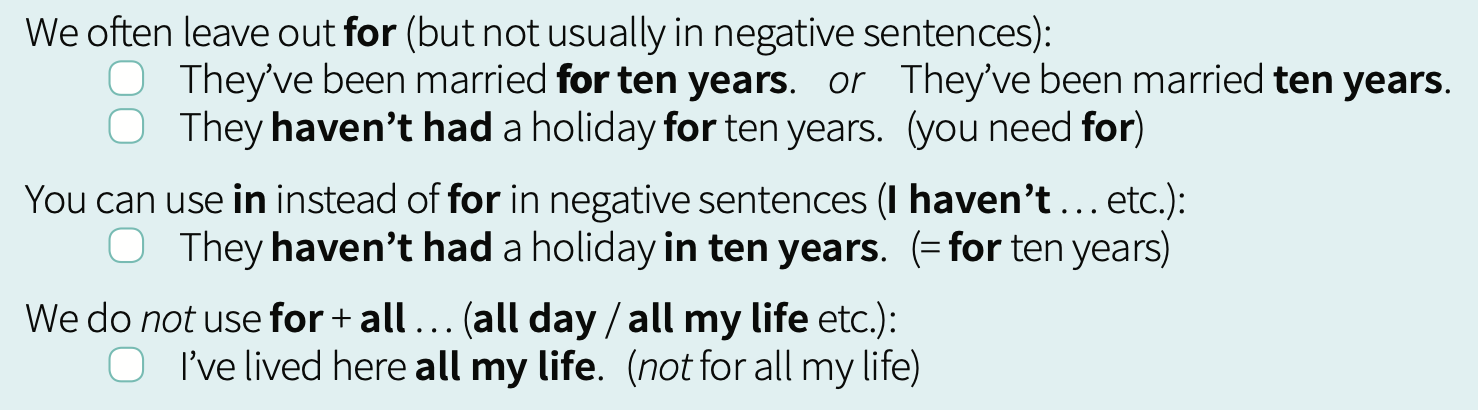 We often leave out for (but not usually in negative sentences):
They’ve been married for ten years. or They’ve been married ten years.
They haven’t had a holiday for ten years. (you need for)
You can use in instead of for in negative sentences (I haven’t … etc.):
They haven’t had a holiday in ten years. (= for ten years)
We do not use for + all … (all day / all my life etc.):
I’ve lived here all my life. (not for all my life)